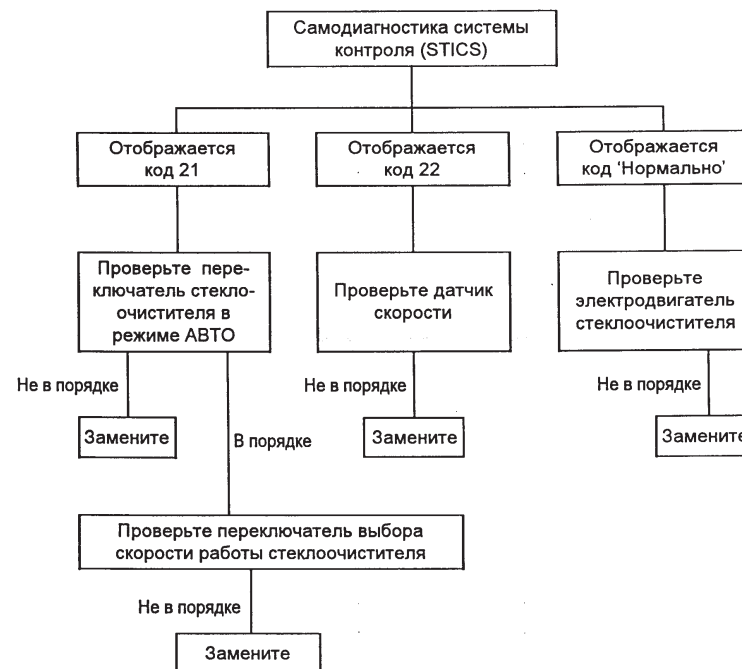 Самодиагностика системы
контроля (STICS)
Отображается
код 21
Отображается
код 22
Отображается
код ‘Нормально’
Проверьте пере-
ключатель стекло-
очистителя в
режиме АВТО
Проверьте датчик
скорости
Проверьте
электродвигатель
стеклоочистителя
Не в порядке
Не в порядке
Не в порядке
Замените
В порядке
Замените
Замените
Проверьте переключатель выбора
скорости работы стеклоочистителя
Не в порядке
Замените